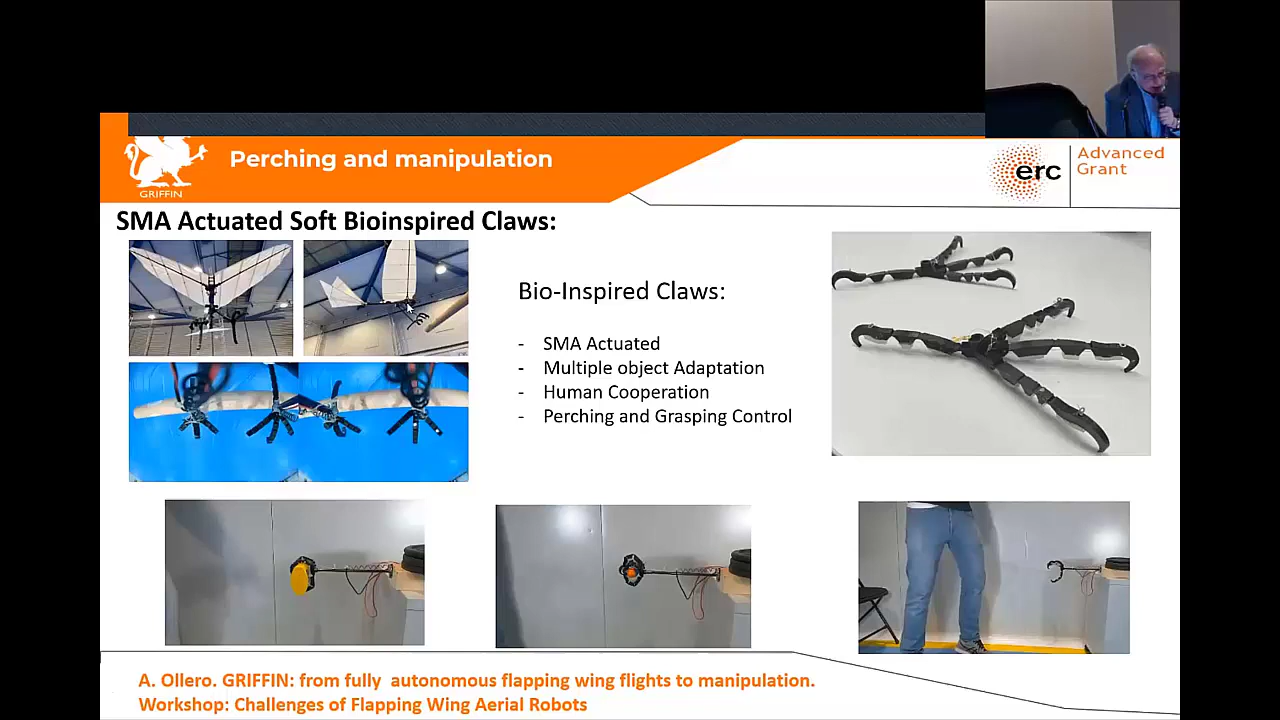 Perching and manipulation
GRIFFIN
erc
Advanced
Grant
SMA Actuated Soft Bioinspired Claws:
Bio-Inspired Claws:
- SMA Actuated
- Multiple object Adaptation
- Human Cooperation
- Perching and Grasping Control
A. Ollero. GRIFFIN: from fully autonomous flapping wing flights to manipulation.
Workshop: Challenges of Flapping Wing Aerial Robots